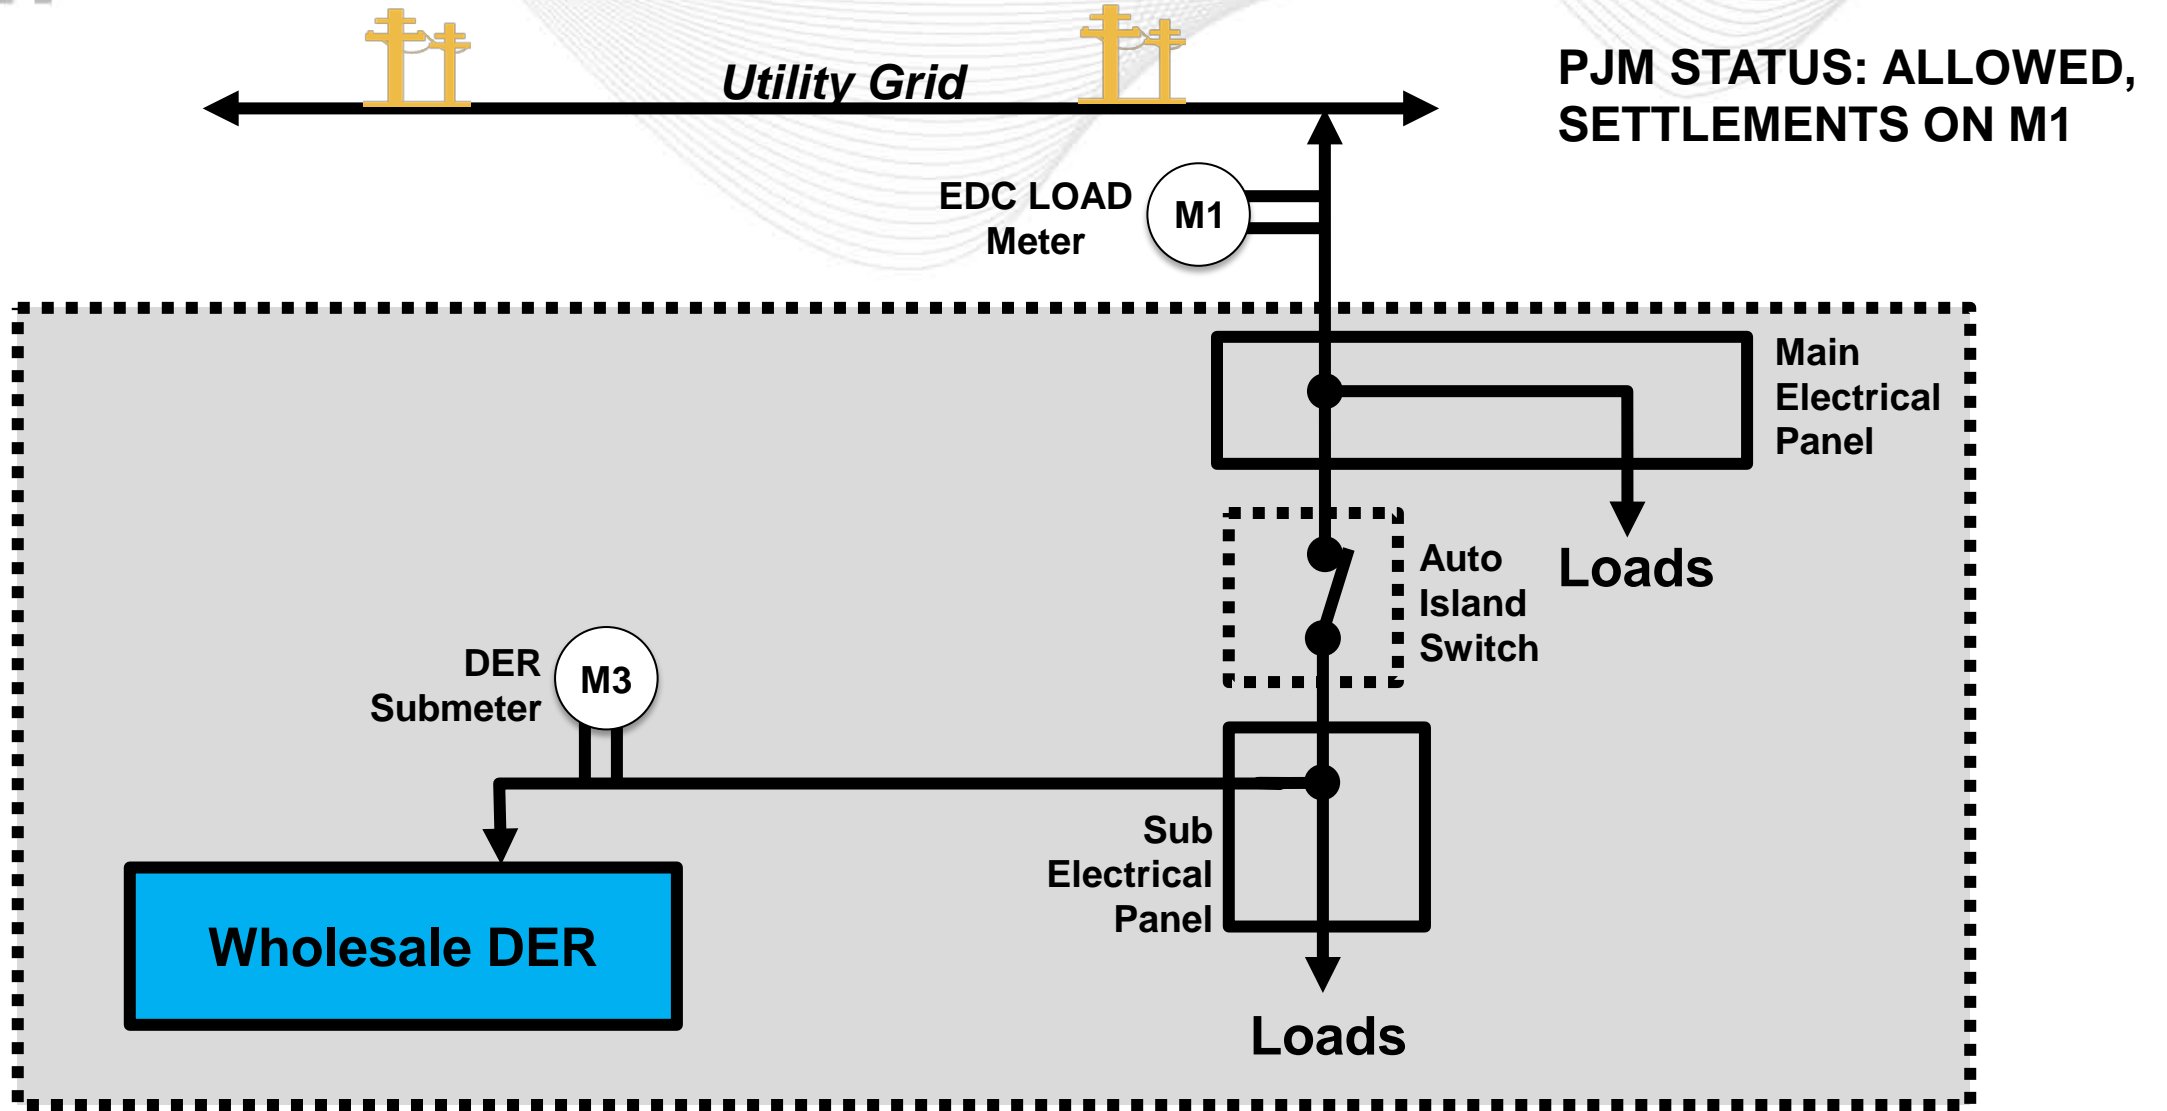 Utility Grid
PJM STATUS: ALLOWED,
SETTLEMENTS ON M1
EDC LOAD
Meter
M1
Main
Electrical
Panel
Auto
Island
Switch
Loads
DER
Submeter
M3
Sub
Electrical
Panel
Wholesale DER
Loads